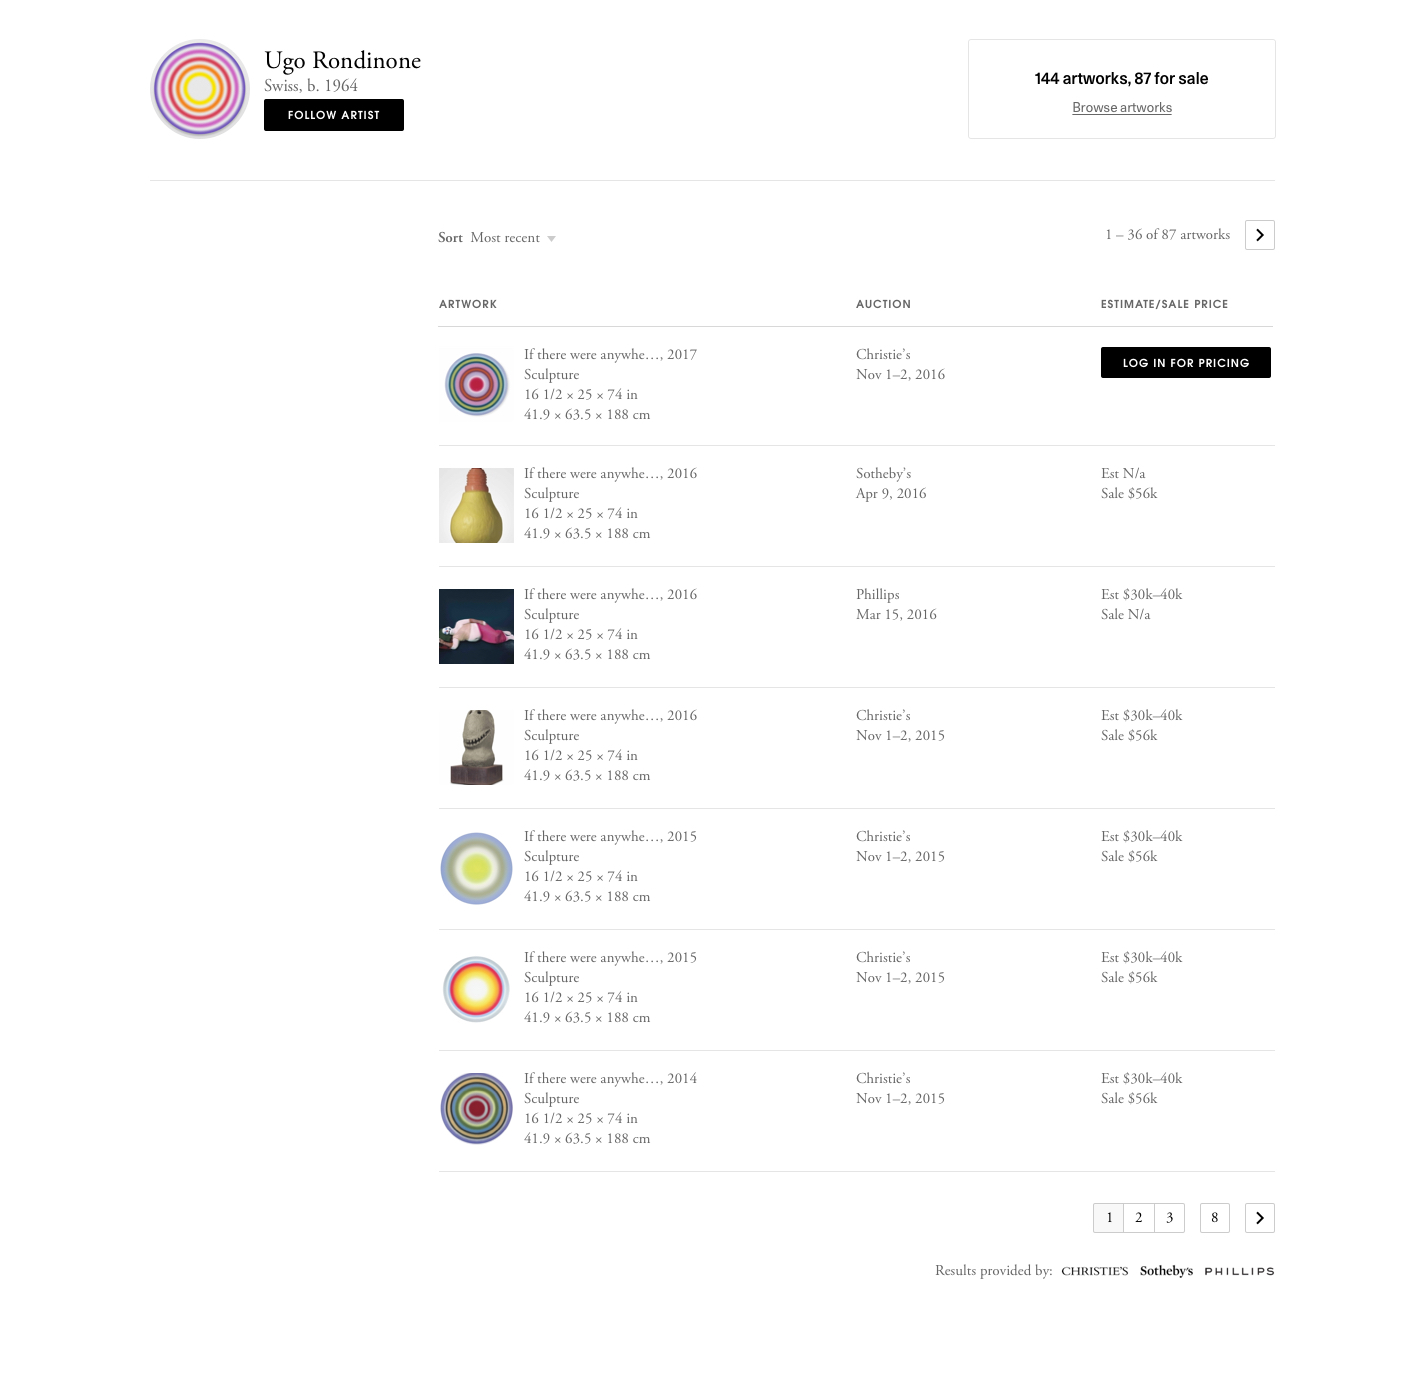 Ugo Rondinone
Swiss, b. 1964
FOLLOW ARTIST
144 artworks, 87 for sale
Browse artworks
Sort Most recent
1 – 36 of 87 artworks
ARTWORK AUCTION ESTIMATE/SALE PRICE
If there were anywhe…, 2017 Christie’s LOG IN FOR PRICING
Sculpture Nov 1–2, 2016
16 1/2 × 25 × 74 in
41.9 × 63.5 × 188 cm
If there were anywhe…, 2016 Sotheby’s Est N/a
Sculpture Apr 9, 2016 Sale $56k
16 1/2 × 25 × 74 in
41.9 × 63.5 × 188 cm
If there were anywhe…, 2016 Phillips Est $30k–40k
Sculpture Mar 15, 2016 Sale N/a
16 1/2 × 25 × 74 in
41.9 × 63.5 × 188 cm
If there were anywhe…, 2016 Christie’s Est $30k–40k
Sculpture Nov 1–2, 2015 Sale $56k
16 1/2 × 25 × 74 in
41.9 × 63.5 × 188 cm
If there were anywhe…, 2015 Christie’s Est $30k–40k
Sculpture Nov 1–2, 2015 Sale $56k
16 1/2 × 25 × 74 in
41.9 × 63.5 × 188 cm
If there were anywhe…, 2015 Christie’s Est $30k–40k
Sculpture Nov 1–2, 2015 Sale $56k
16 1/2 × 25 × 74 in
41.9 × 63.5 × 188 cm
If there were anywhe…, 2014 Christie’s Est $30k–40k
Sculpture Nov 1–2, 2015 Sale $56k
16 1/2 × 25 × 74 in
41.9 × 63.5 × 188 cm
1 2 3 8
Results provided by: CHRISTIE’S Sotheby’s PHILLIPS